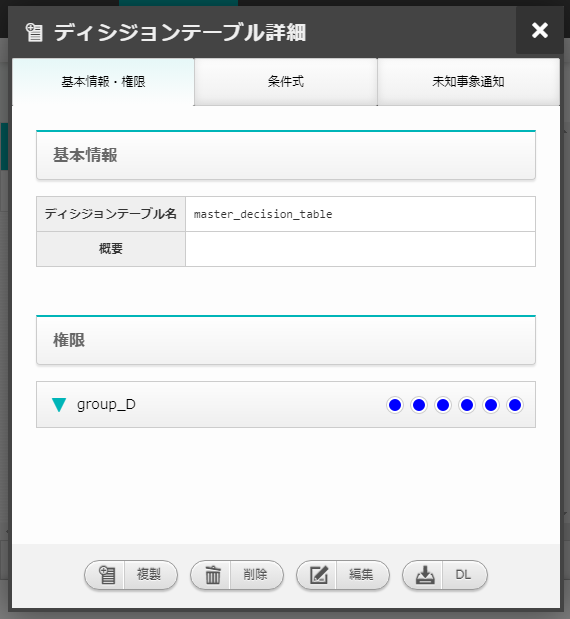 ディシジョンテーブル詳細
基本情報・権限
条件式
未知事象通知
基本情報
ディシジョンテーブル名
master_decision_table
概要
権限
group_D
複製
削除
編集
DL